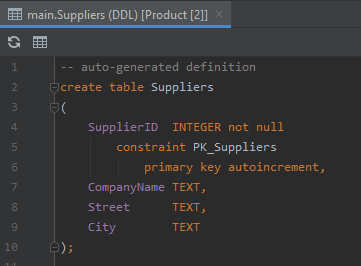 main.Suppliers (DDL) [Product [2]]
1 -- auto-generated definition
2 create table Suppliers
3 (
4 SupplierID INTEGER not null
5 constraint PK_Suppliers
6 primary key autoincrement,
7 CompanyName TEXT,
8 Street TEXT,
9 City TEXT
10 );